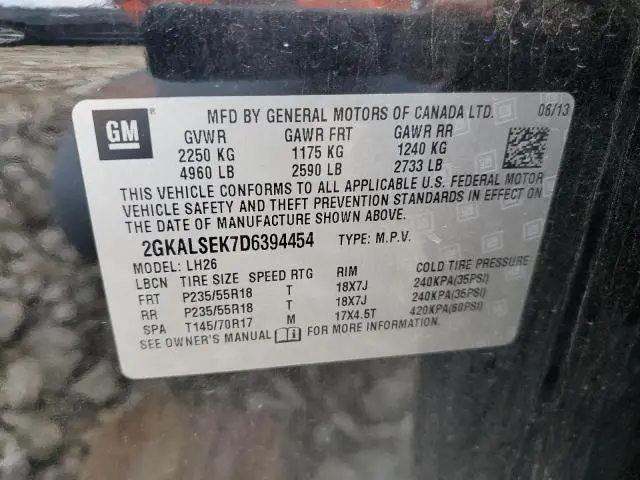 GM
MFD BY GENERAL MOTORS OF CANADA LTD. 06/13
GVWR GAWR FRT GAWR RR
2250 KG 1175 KG 1240 KG
4960 LB 2590 LB 2733 LB
THIS VEHICLE CONFORMS TO ALL APPLICABLE U.S. FEDERAL MOTOR
VEHICLE SAFETY AND THEFT PREVENTION STANDARDS IN EFFECT ON
THE DATE OF MANUFACTURE SHOWN ABOVE.
2GKALSEK7D6394454 TYPE: M.P.V.
MODEL: LH26
LBCN TIRE SIZE SPEED RTG RIM COLD TIRE PRESSURE
FRT P235/55R18 T 18X7J 240KPA(35PSI)
RR P235/55R18 T 18X7J 240KPA(35PSI)
SPA T145/70R17 M 17X4.5T 420KPA(60PSI)
SEE OWNER'S MANUAL FOR MORE INFORMATION.